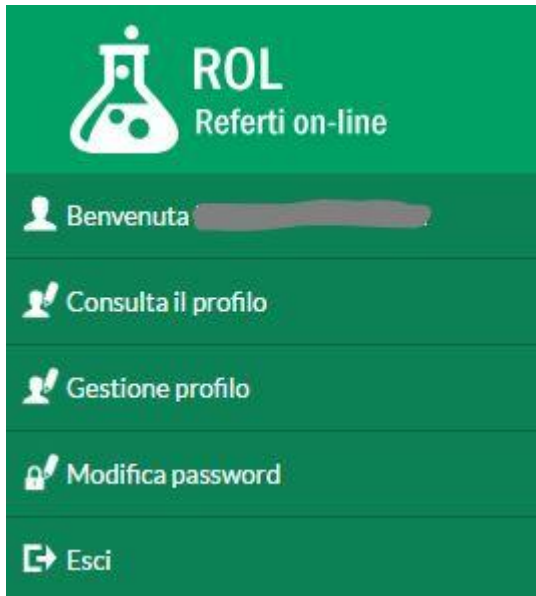 ROL
Referti on-line
Benvenuta
Consulta il profilo
Gestione profilo
Modifica password
Esci